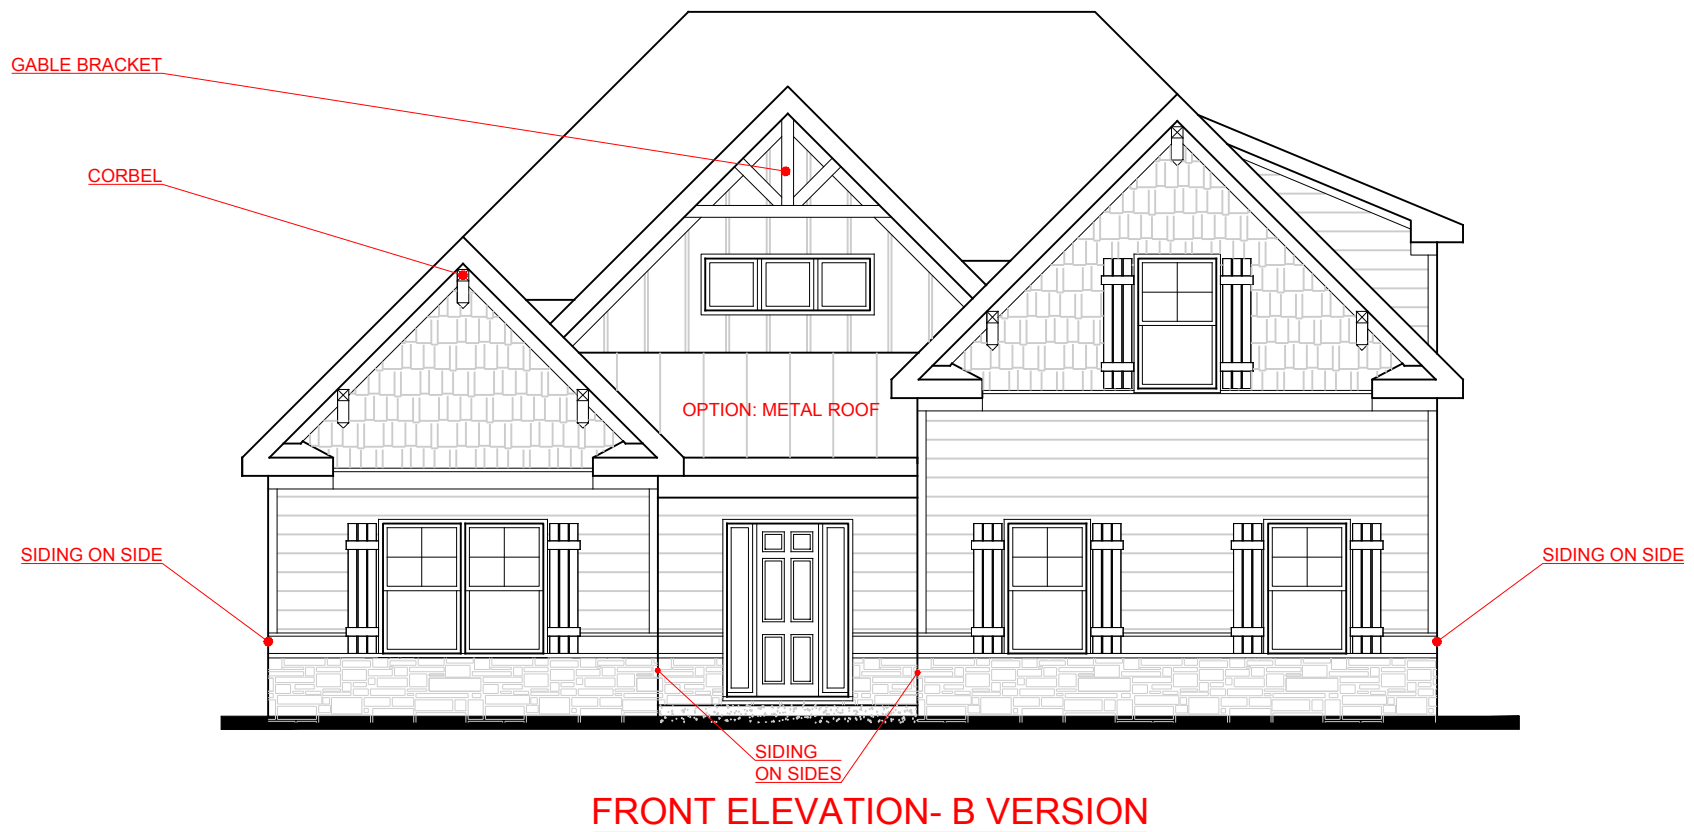 GABLE BRACKET
CORBEL
OPTION: METAL ROOF
SIDING ON SIDE
SIDING ON SIDE
SIDING
ON SIDES
FRONT ELEVATION- B VERSION